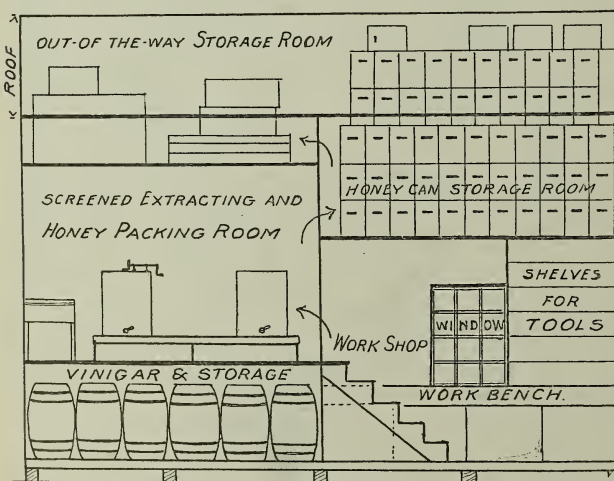 ROOF
OUT-OF THE-WAY STORAGE ROOM
HONEY CAN STORAGE ROOM
SCREENED EXTRACTING AND
HONEY PACKING ROOM
SHELVES
FOR
TOOLS
WINDOW
WORK SHOP
VINIGAR & STORAGE
WORK BENCH.